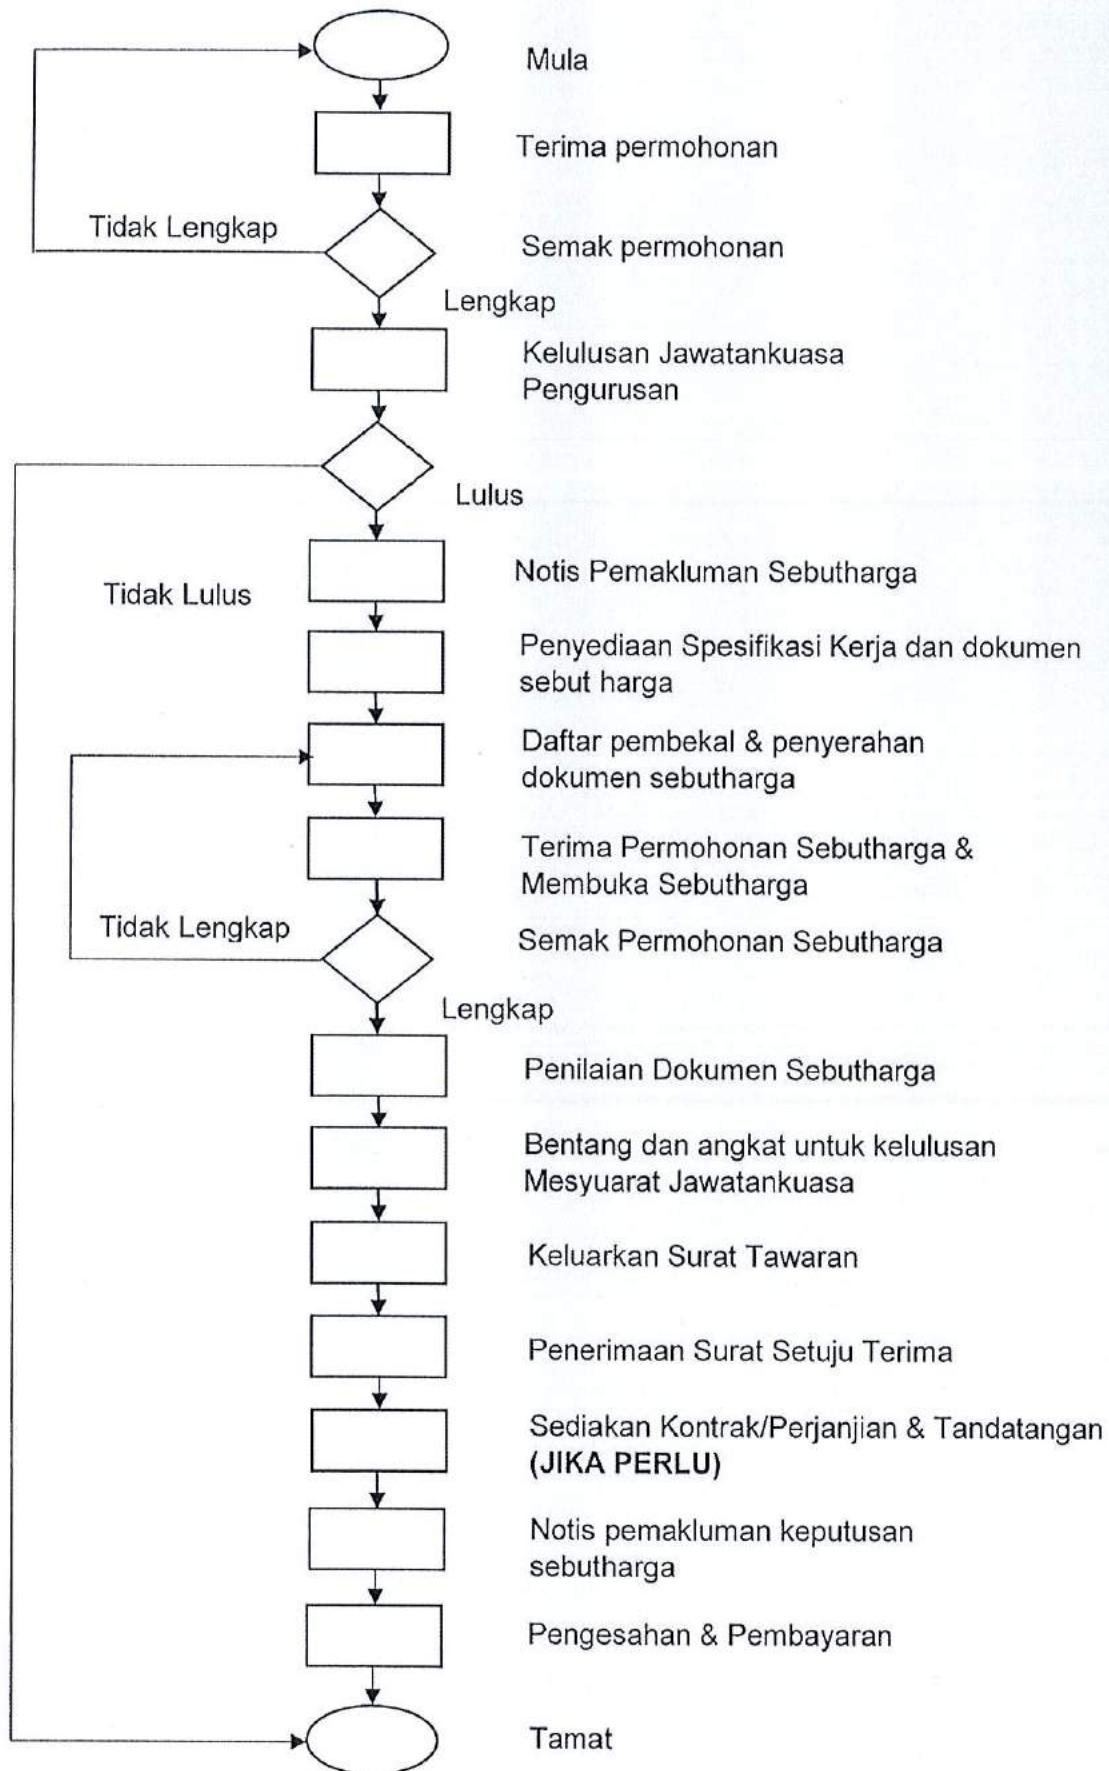 Mula
Terima permohonan
Tidak Lengkap
Semak permohonan
Lengkap
Kelulusan Jawatankuasa
Pengurusan
Lulus
Notis Pemakluman Sebutharga
Tidak Lulus
Penyediaan Spesifikasi Kerja dan dokumen
sebut harga
Daftar pembekal & penyerahan
dokumen sebutharga
Terima Permohonan Sebutharga &
Membuka Sebutharga
Tidak Lengkap
Semak Permohonan Sebutharga
Lengkap
Penilaian Dokumen Sebutharga
Bentang dan angkat untuk kelulusan
Mesyuarat Jawatankuasa
Keluarkan Surat Tawaran
Penerimaan Surat Setuju Terima
Sediakan Kontrak/Perjanjian & Tandatangan
(JIKA PERLU)
Notis pemakluman keputusan
sebutharga
Pengesahan & Pembayaran
Tamat